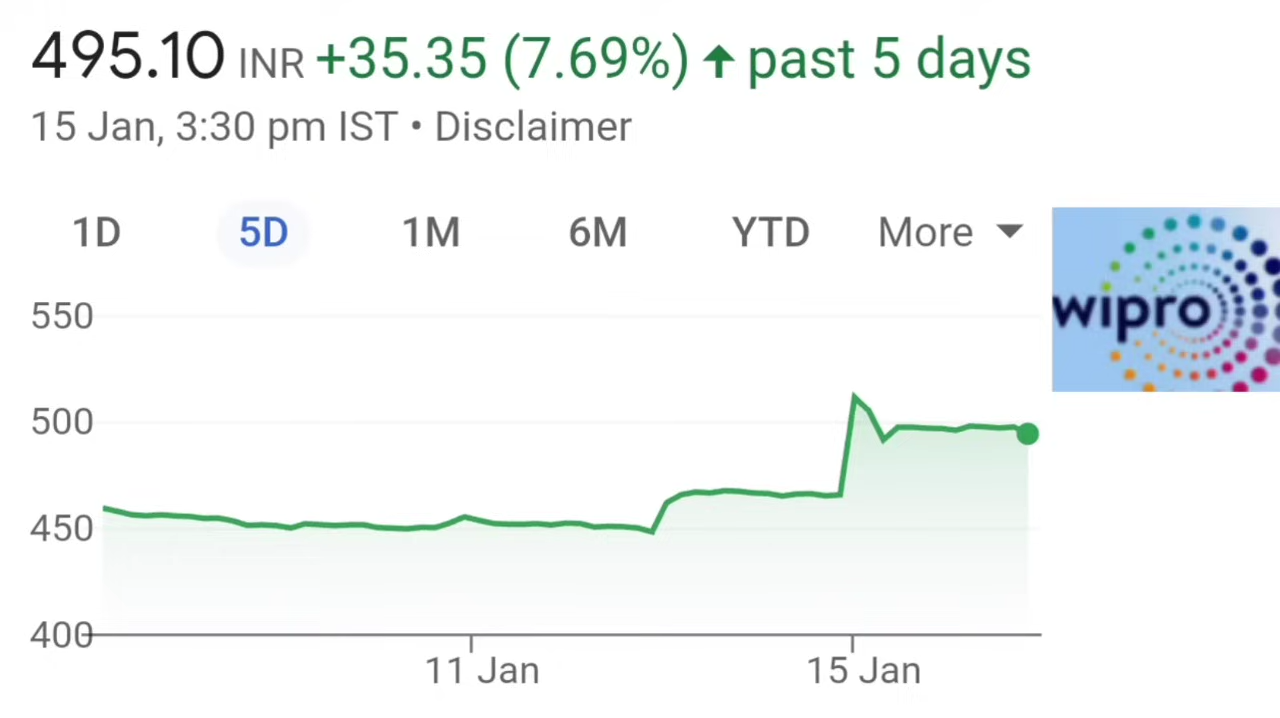 495.10 INR +35.35 (7.69%) ↑ past 5 days
15 Jan, 3:30 pm IST • Disclaimer
1D 5D 1M 6M YTD More
wipro
550
500
450
400
11 Jan 15 Jan